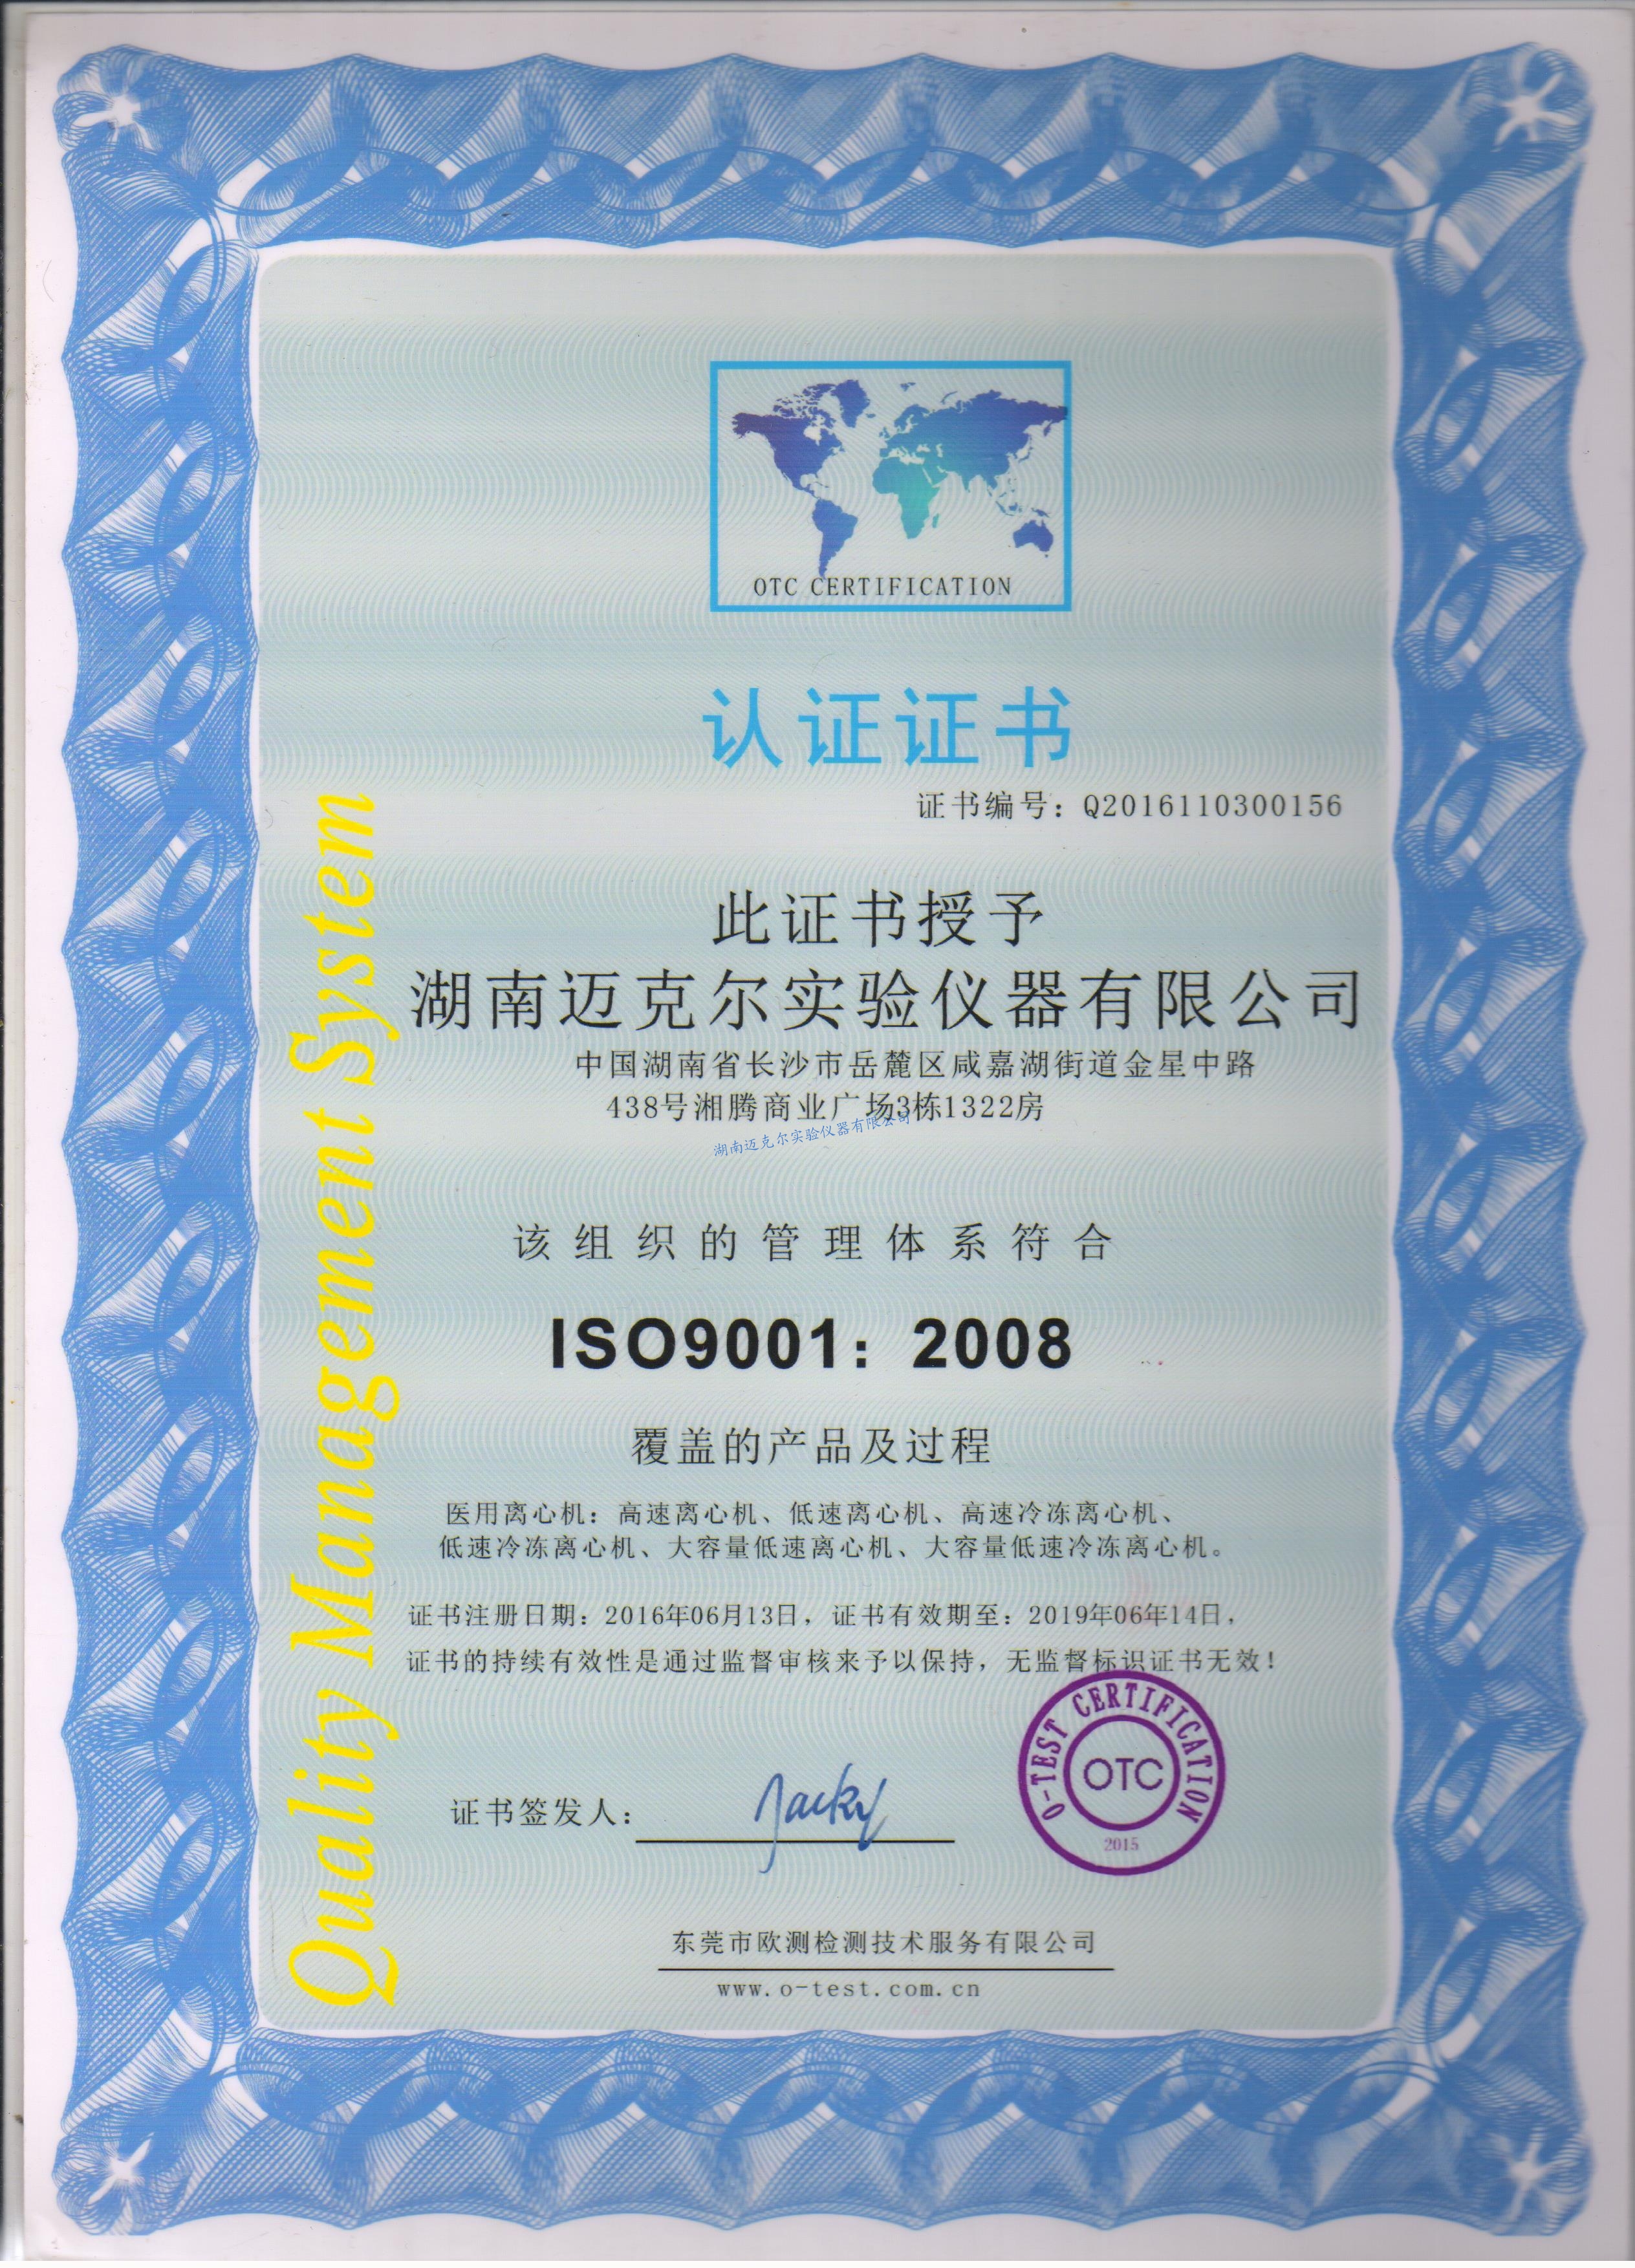 OTC CERTIFICATION
认证证书
证书编号：Q2016110300156
此证书授予
湖南迈克尔实验仪器有限公司
中国湖南省长沙市岳麓区咸嘉湖街道金星中路
438号湘腾商业广场3栋1322房
湖南迈克尔实验仪器有限公司
该组织的管理体系符合
ISO9001：2008
覆盖的产品及过程
医用离心机：高速离心机、低速离心机、高速冷冻离心机、
低速冷冻离心机、大容量低速离心机、大容量低速冷冻离心机。
证书注册日期：2016年06月13日，证书有效期至：2019年06年14日，
证书的持续有效性是通过监督审核来予以保持，无监督标识证书无效！
证书签发人：
Jacky
O-TEST CERTIFICATION
OTC
2015
东莞市欧测检测技术服务有限公司
www.o-test.com.cn
Quality Management System